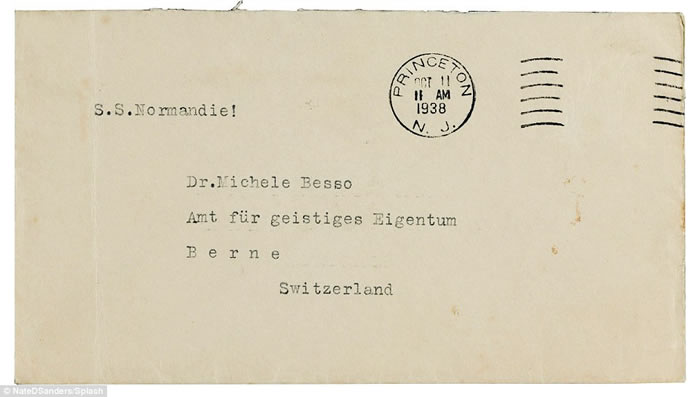 PRINCETON
OCT 11
11 AM
1938
N. J.
S.S.Normandie!
Dr.Michele Besso
Amt für geistiges Eigentum
B e r n e
Switzerland
© NateDSanders/Splash